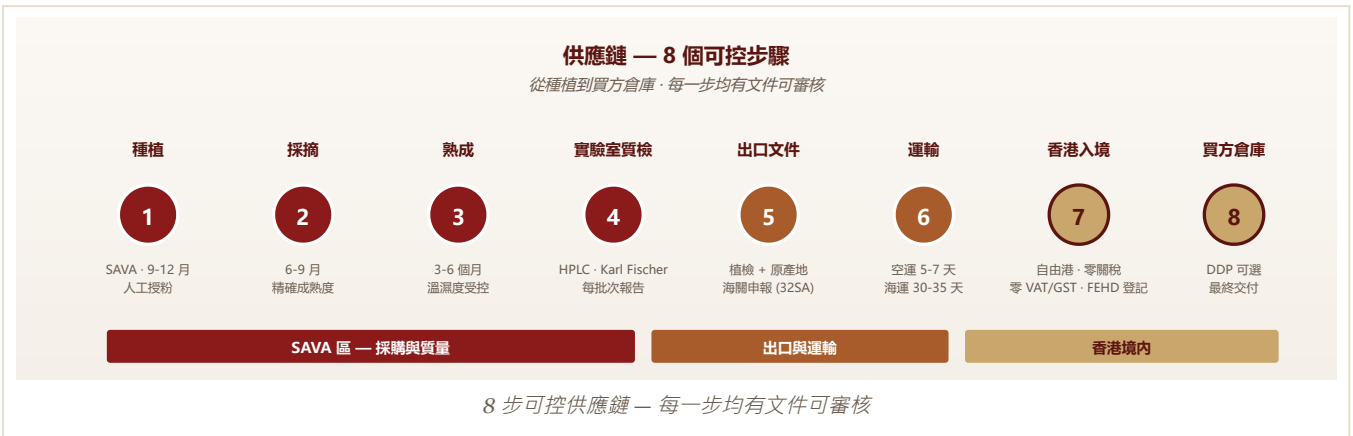 供應鏈 — 8 個可控步驟
從種植到買方倉庫 · 每一步均有文件可審核
種植
採摘
熟成
實驗室質檢
出口文件
運輸
香港入境
買方倉庫
1
2
3
4
5
6
7
8
SAVA · 9-12 月
人工授粉
6-9 月
精確成熟度
3-6 個月
溫濕度受控
HPLC · Karl Fischer
每批次報告
植檢 + 原產地
海關申報 (32SA)
空運 5-7 天
海運 30-35 天
自由港 · 零關稅
零 VAT/GST · FEHD 登記
DDP 可選
最終交付
SAVA 區 — 採購與質量
出口與運輸
香港境內
8 步可控供應鏈 — 每一步均有文件可審核